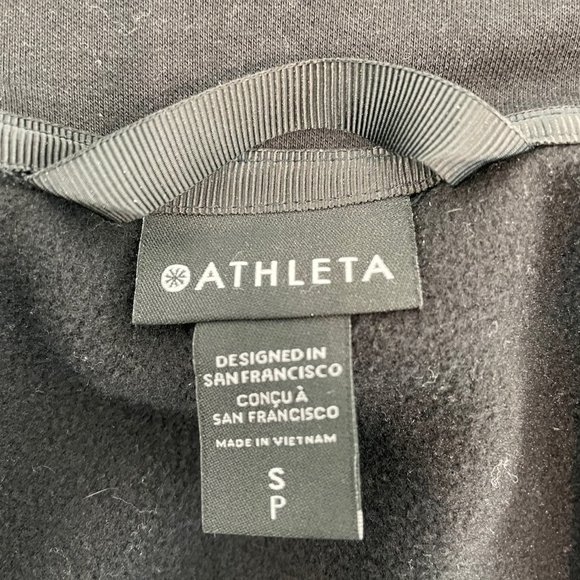 ATHLETA
DESIGNED IN
SAN FRANCISCO
CONÇU À
SAN FRANCISCO
MADE IN VIETNAM
S
P